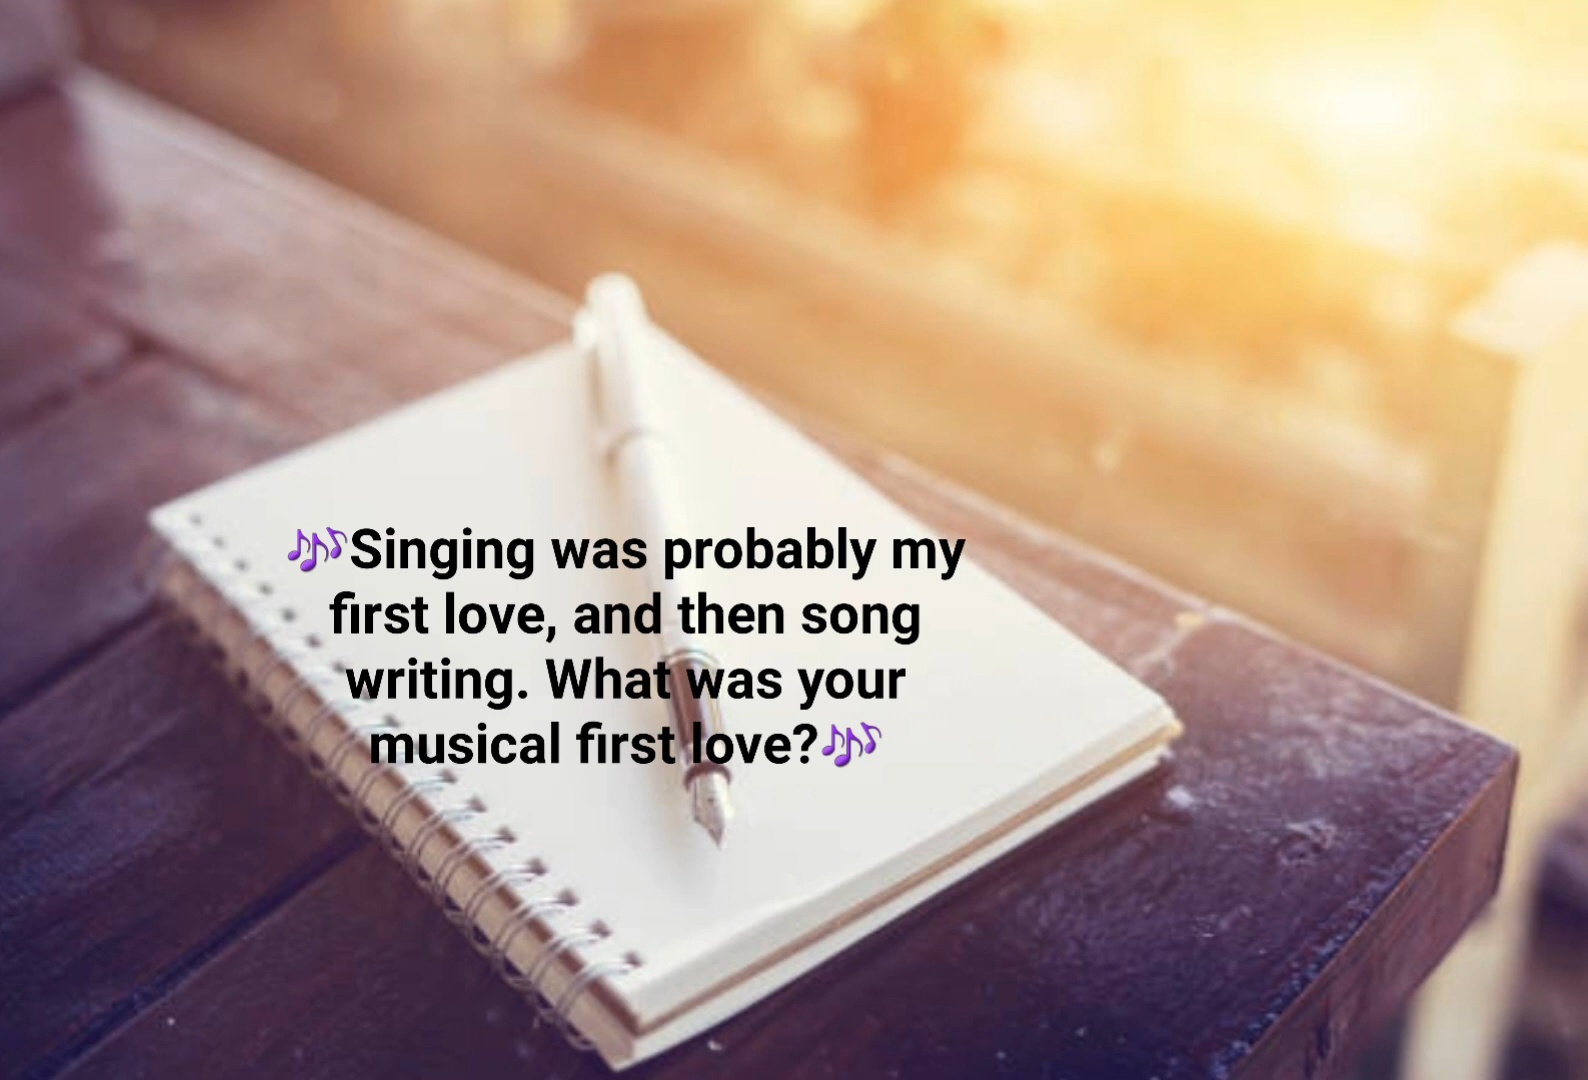 🎶Singing was probably my
first love, and then song
writing. What was your
musical first love?🎶